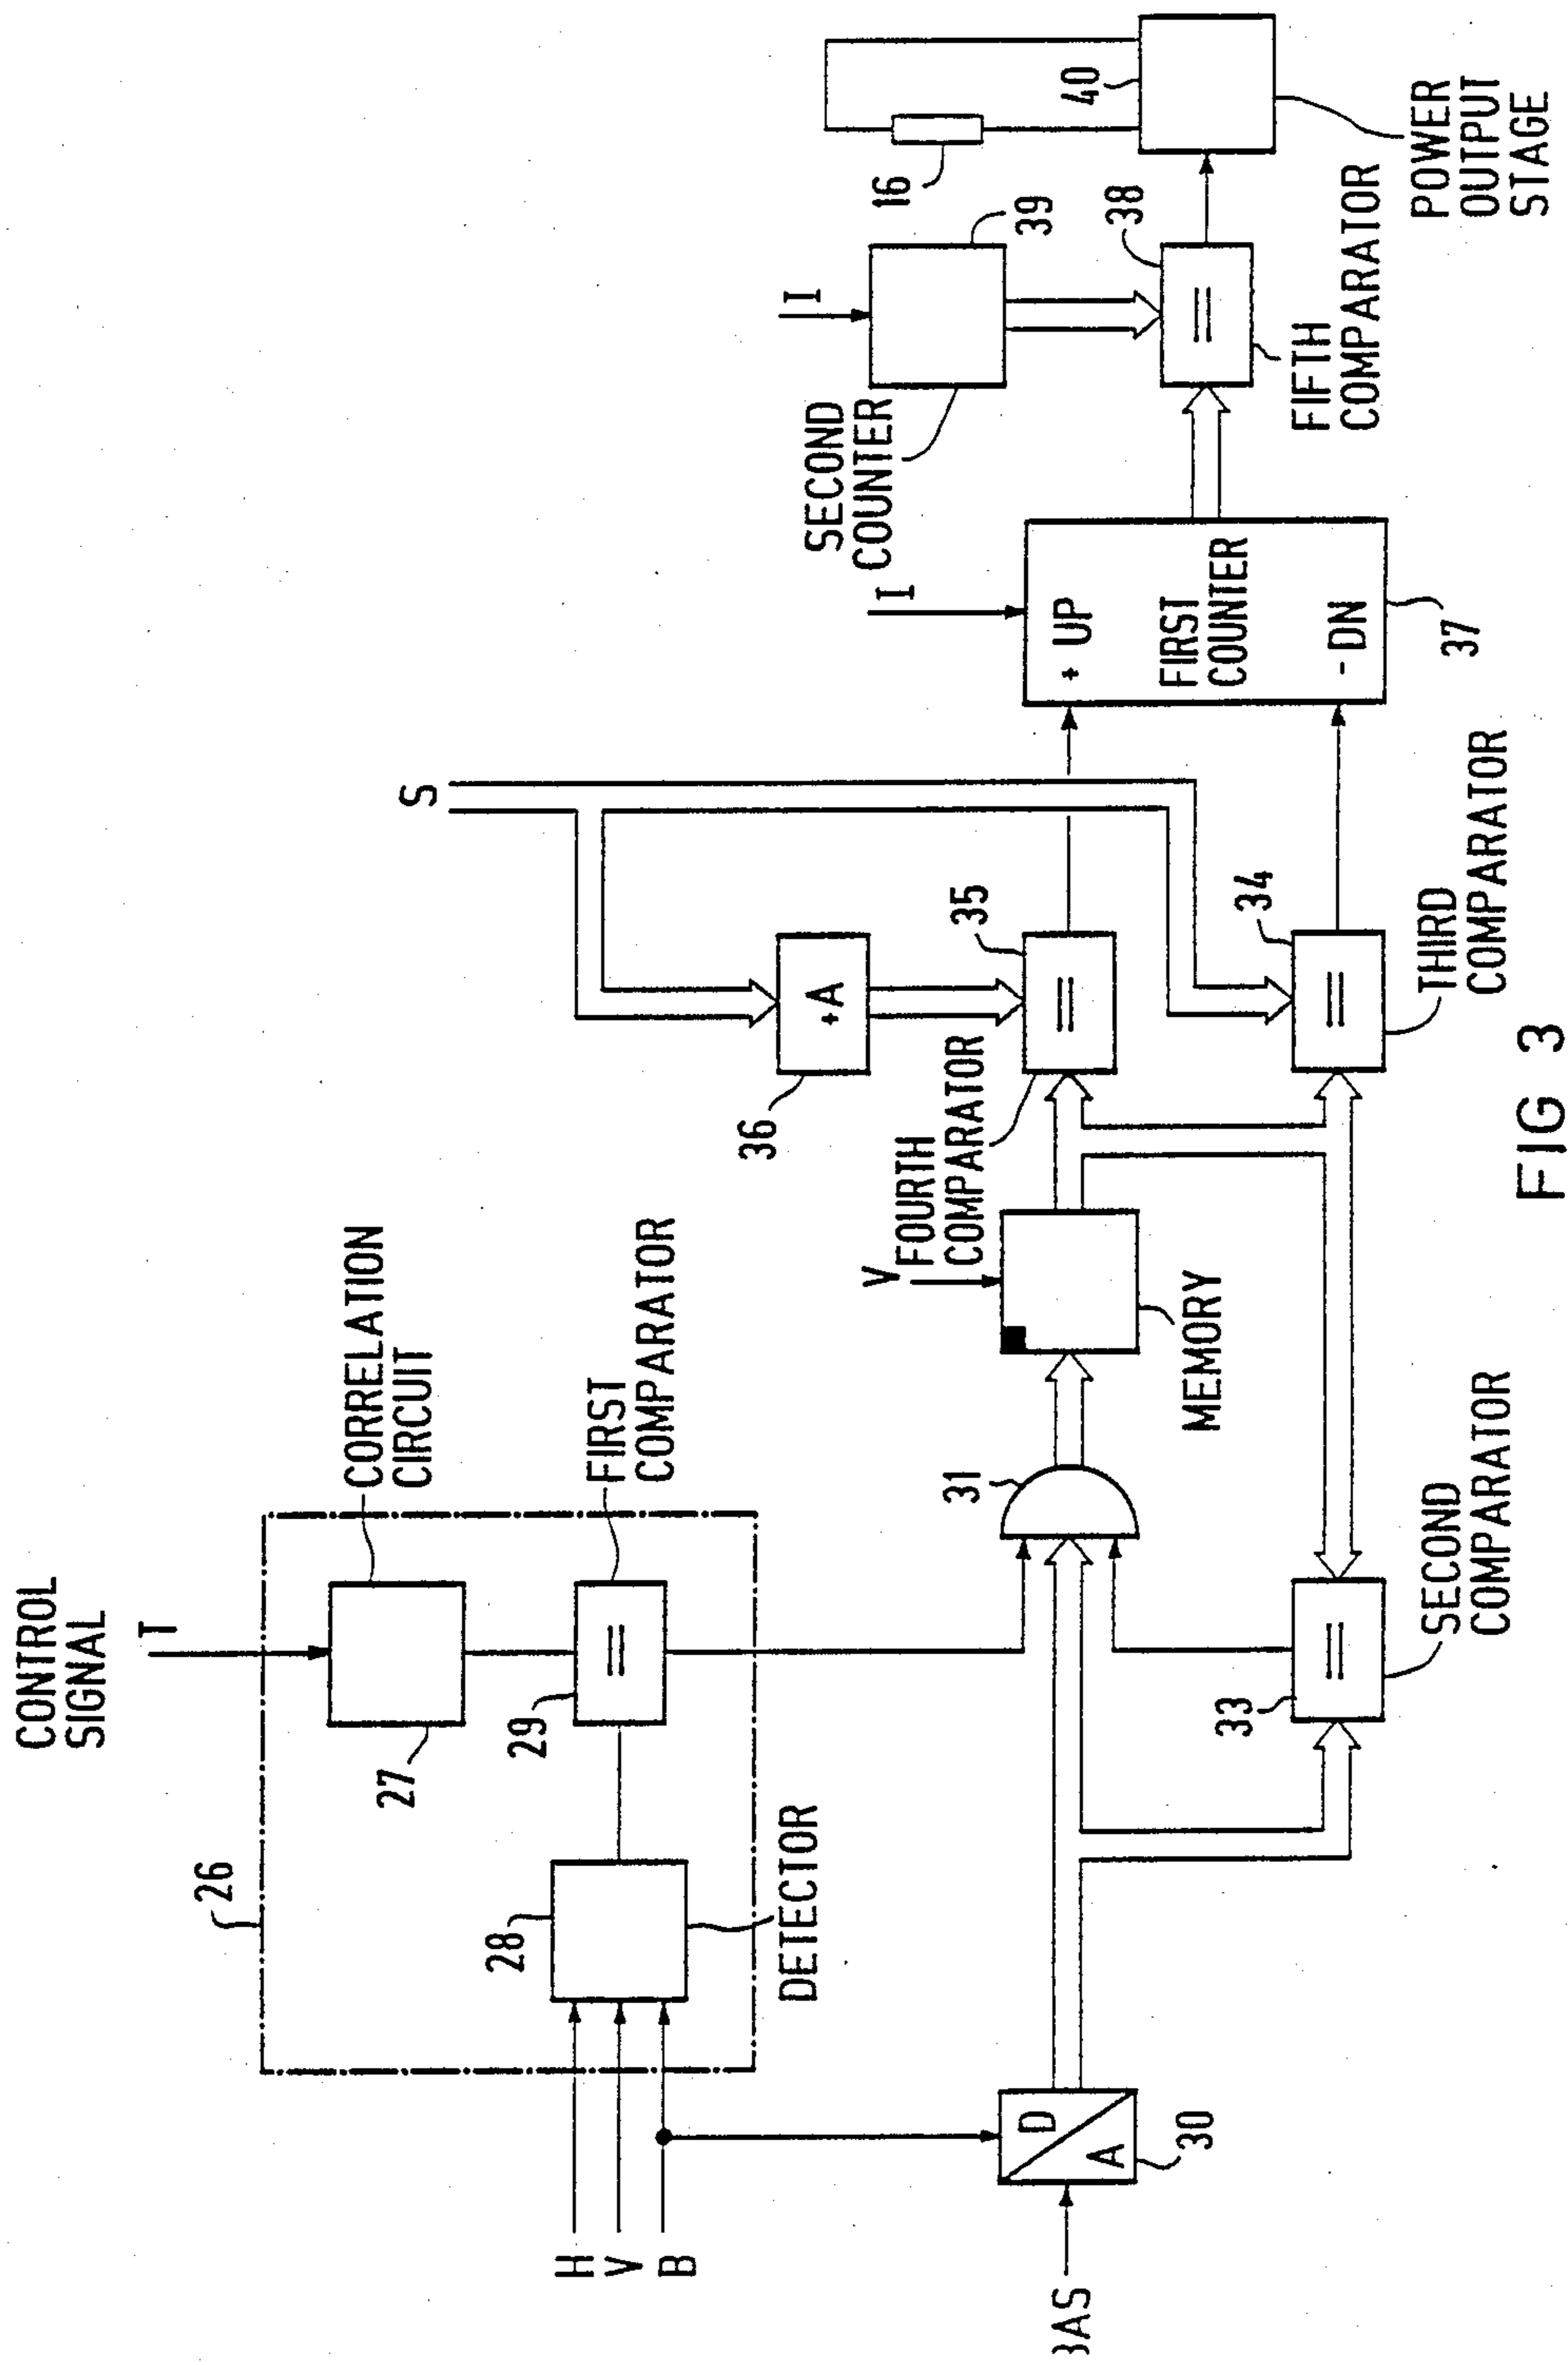 CONTROL
SIGNAL
T
26
CORRELATION
CIRCUIT
27
FIRST
COMPARATOR
29
28
DETECTOR
H
V
B
S
36
+A
I
SECOND
COUNTER
39
16
40
POWER
OUTPUT
STAGE
V
FOURTH
COMPARATOR
35
=
I
+ UP
FIRST
COUNTER
- DN
37
38
=
FIFTH
COMPARATOR
31
MEMORY
=
33
=
SECOND
COMPARATOR
34
=
THIRD
COMPARATOR
D
A
30
BAS
FIG 3